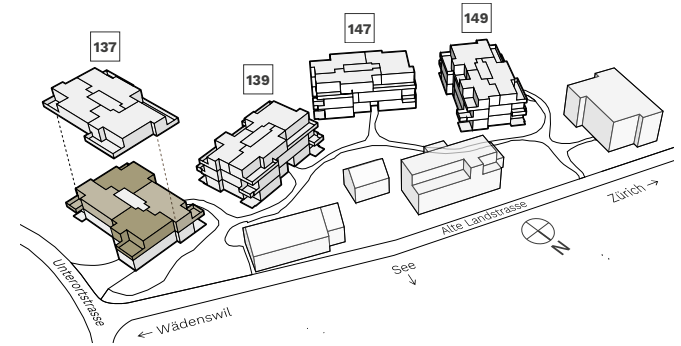 149
147
137
139
Zürich →
Alte Landstrasse
N
See
↓
Unterortstrasse
← Wädenswil